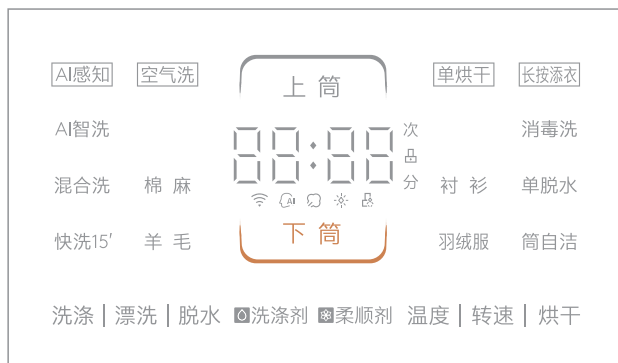 AI感知 空气洗 上筒 单烘干 长按添衣
AI智洗 88:88 次 消毒洗
混合洗 棉麻 分 衬衫 单脱水
AI
快洗15' 羊毛 下筒 羽绒服 筒自洁
洗涤 | 漂洗 | 脱水 洗涤剂 柔顺剂 温度 | 转速 | 烘干